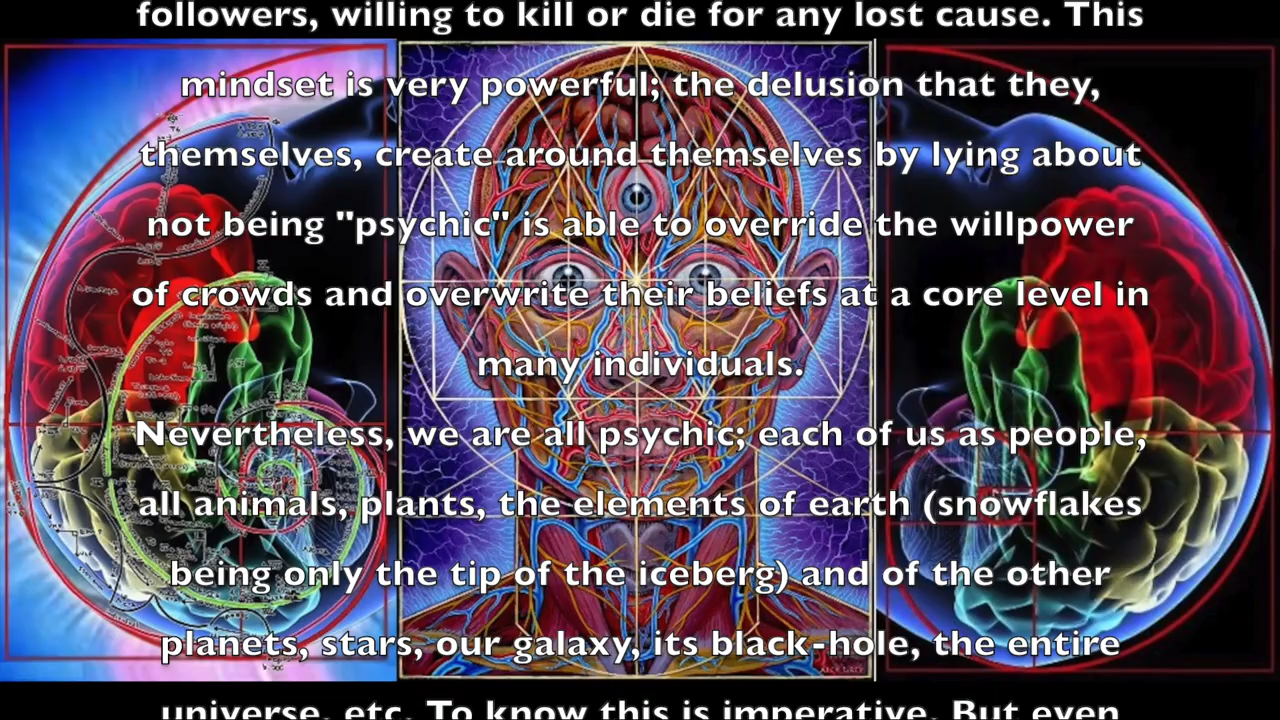 followers, willing to kill or die for any lost cause. This
mindset is very powerful; the delusion that they,
themselves, create around themselves by lying about
not being "psychic" is able to override the willpower
of crowds and overwrite their beliefs at a core level in
many individuals.
Nevertheless, we are all psychic; each of us as people,
all animals, plants, the elements of earth (snowflakes
being only the tip of the iceberg) and of the other
planets, stars, our galaxy, its black-hole, the entire
universe, etc. To know this is imperative. But even
ALEX GREY